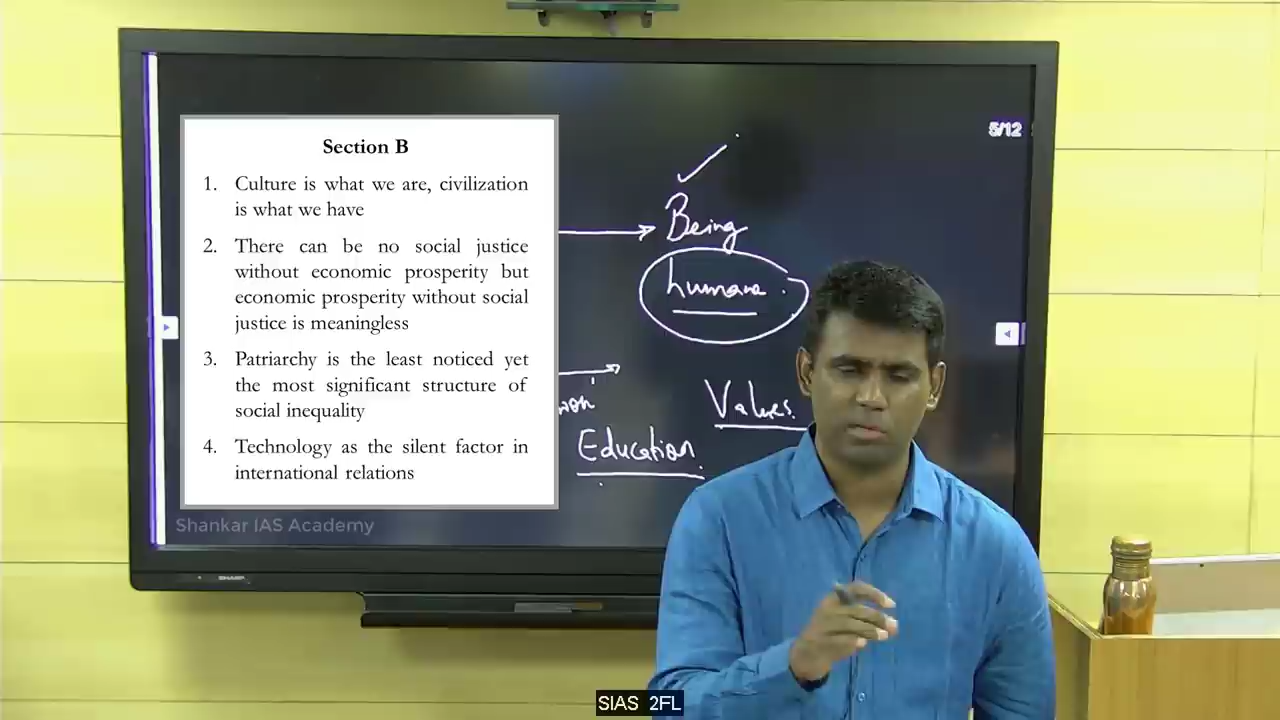 Section B
1. Culture is what we are, civilization
is what we have
2. There can be no social justice
without economic prosperity but
economic prosperity without social
justice is meaningless
3. Patriarchy is the least noticed yet
the most significant structure of
social inequality
4. Technology as the silent factor in
international relations
Shankar IAS Academy
5/12
Being
humane.
Values.
Education.
SHARP
SIAS 2FL